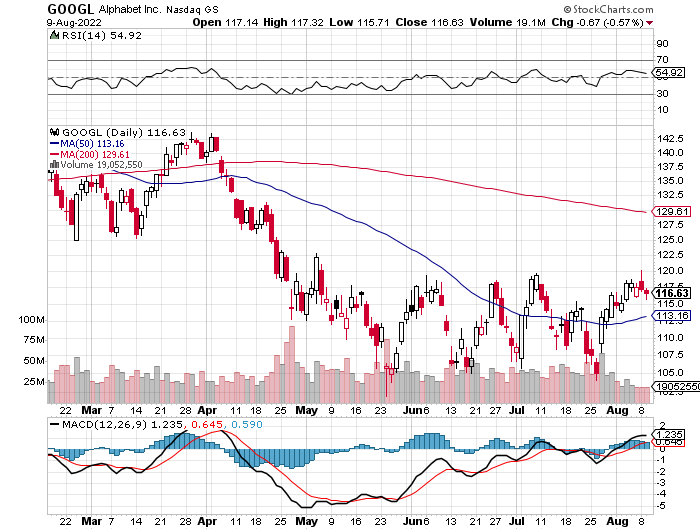 GOOGL Alphabet Inc. Nasdaq GS © StockCharts.com
9-Aug-2022 Open 117.14 High 117.32 Low 115.71 Close 116.63 Volume 19.1M Chg -0.67 (-0.57%)
RSI(14) 54.92
90
70
54.92
30
10
GOOGL (Daily) 116.63
MA(50) 113.16
MA(200) 129.61
Volume 19,052,550
142.5
140.0
137.5
135.0
132.5
129.61
127.5
125.0
122.5
120.0
116.63
115.0
113.16
110.0
107.5
105.0
19052550
102.5
100M
75M
50M
25M
22 Mar 7 14 21 28 Apr 11 18 25 May 9 16 23 Jun 6 13 21 27 Jul 11 18 25 Aug 8
MACD(12,26,9) 1.235, 0.645, 0.590
2
1.235
0.645
0
-1
-2
-3
-4
-5
22 Mar 7 14 21 28 Apr 11 18 25 May 9 16 23 Jun 6 13 21 27 Jul 11 18 25 Aug 8